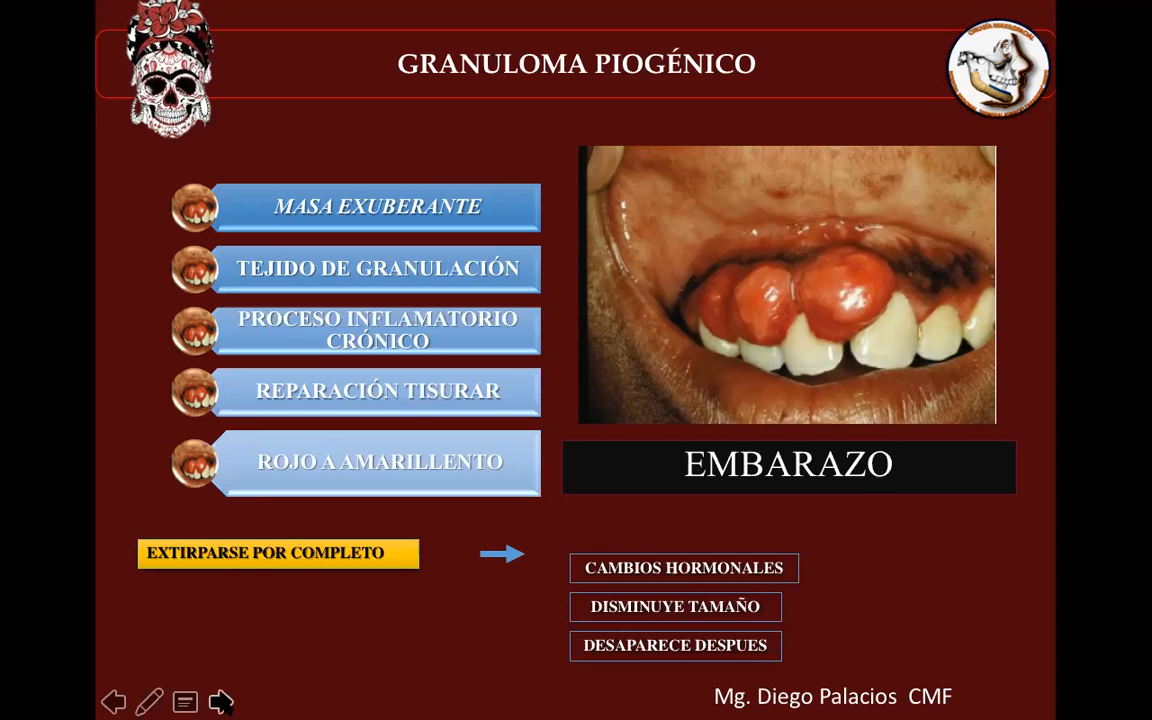 GRANULOMA PIOGÉNICO
MASA EXUBERANTE
TEJIDO DE GRANULACIÓN
PROCESO INFLAMATORIO
CRÓNICO
REPARACIÓN TISURAR
ROJO A AMARILLENTO
EMBARAZO
EXTIRPARSE POR COMPLETO
CAMBIOS HORMONALES
DISMINUYE TAMAÑO
DESAPARECE DESPUES
Mg. Diego Palacios CMF